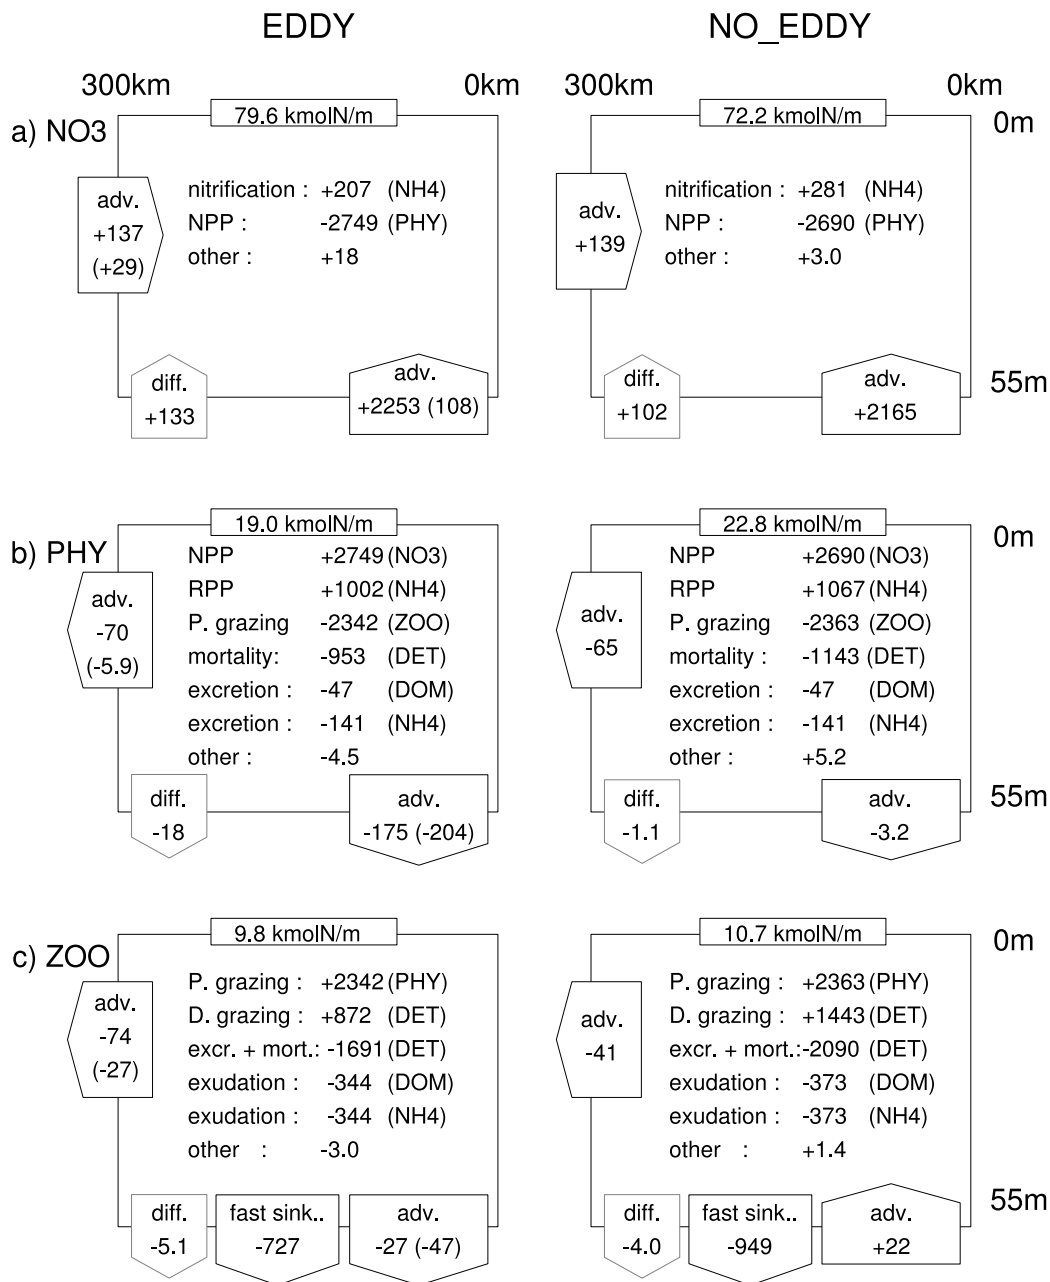 EDDY NO_EDDY
300km 0km 300km 0km
79.6 kmolN/m 72.2 kmolN/m 0m
a) NO3
adv. nitrification : +207 (NH4) nitrification : +281 (NH4)
+137 NPP : -2749 (PHY) adv. NPP : -2690 (PHY)
(+29) other : +18 +139 other : +3.0
diff. adv. diff. adv. 55m
+133 +2253 (108) +102 +2165
19.0 kmolN/m 22.8 kmolN/m 0m
b) PHY NPP +2749 (NO3) NPP +2690 (NO3)
adv. RPP +1002 (NH4) RPP +1067 (NH4)
-70 P. grazing -2342 (ZOO) adv. P. grazing -2363 (ZOO)
(-5.9) mortality: -953 (DET) -65 mortality : -1143 (DET)
excretion : -47 (DOM) excretion : -47 (DOM)
excretion : -141 (NH4) excretion : -141 (NH4)
other : -4.5 other : +5.2
diff. adv. diff. adv. 55m
-18 -175 (-204) -1.1 -3.2
9.8 kmolN/m 10.7 kmolN/m 0m
c) ZOO
P. grazing : +2342 (PHY) P. grazing : +2363 (PHY)
adv. D. grazing : +872 (DET) adv. D. grazing : +1443 (DET)
-74 excr. + mort.: -1691 (DET) -41 excr. + mort.: -2090 (DET)
(-27) exudation : -344 (DOM) exudation : -373 (DOM)
exudation : -344 (NH4) exudation : -373 (NH4)
other : -3.0 other : +1.4
diff. fast sink.. adv. diff. fast sink.. adv. 55m
-5.1 -727 -27 (-47) -4.0 -949 +22